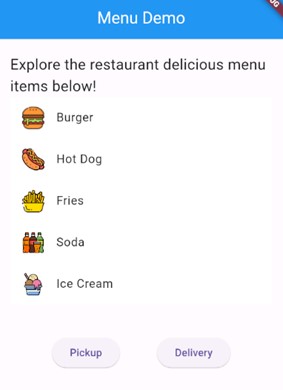 Menu Demo
Explore the restaurant delicious menu
items below!
Burger
Hot Dog
Fries
Soda
Ice Cream
Pickup Delivery